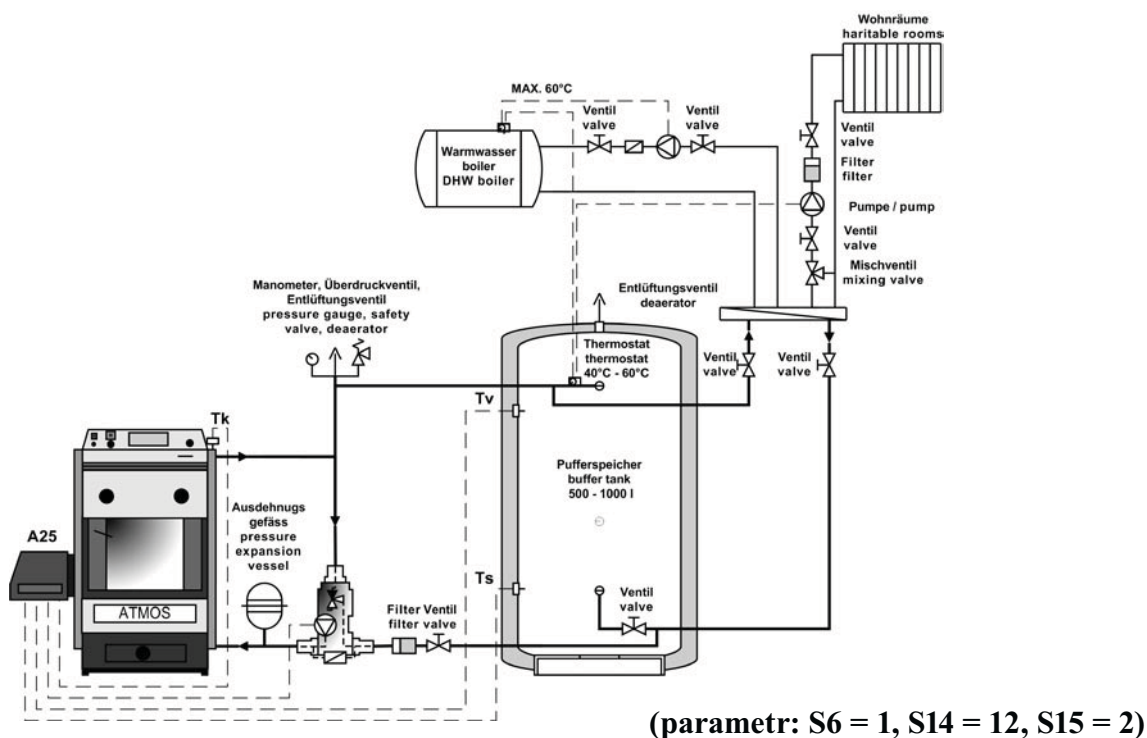 Wohnräume
haritable rooms
MAX. 60°C
Ventil
valve
Ventil
valve
Ventil
valve
Filter
filter
Warmwasser
boiler
DHW boiler
Pumpe / pump
Ventil
valve
Mischventil
mixing valve
Manometer, Überdruckventil,
Entlüftungsventil
pressure gauge, safety
valve, deaerator
Entlüftungsventil
deaerator
Thermostat
thermostat
40°C - 60°C
Ventil
valve
Ventil
valve
Tv
Tk
Pufferspeicher
buffer tank
500 - 1000 l
Ausdehnugs
gefäss
pressure
expansion
vessel
A25
Ts
ATMOS
Filter Ventil
filter valve
Ventil
valve
(parametr: S6 = 1, S14 = 12, S15 = 2)